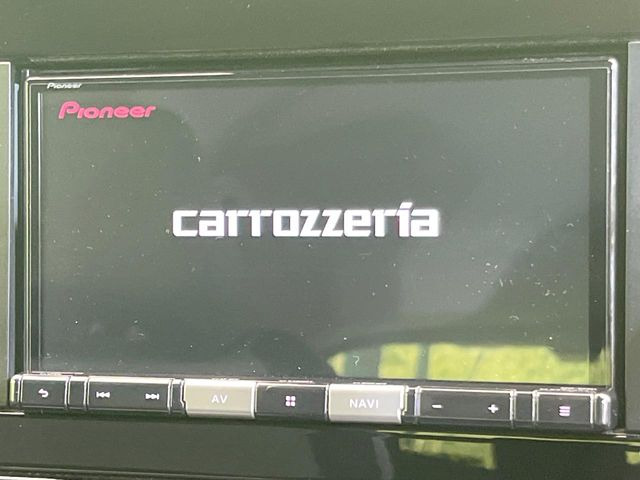 Pioneer
Pioneer
carrozzeria
AV
NAVI
- +